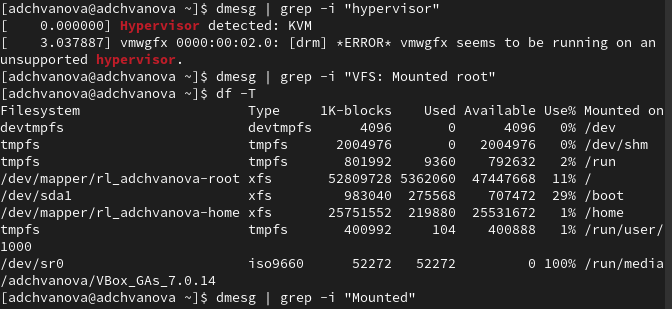 [adchvanova@adchvanova ~]$ dmesg | grep -i "hypervisor"
[    0.000000] Hypervisor detected: KVM
[    3.037887] vmwgfx 0000:00:02.0: [drm] *ERROR* vmwgfx seems to be running on an
unsupported hypervisor.
[adchvanova@adchvanova ~]$ dmesg | grep -i "VFS: Mounted root"
[adchvanova@adchvanova ~]$ df -T
Filesystem                     Type     1K-blocks    Used Available Use% Mounted on
devtmpfs                       devtmpfs      4096       0      4096   0% /dev
tmpfs                          tmpfs      2004976       0   2004976   0% /dev/shm
tmpfs                          tmpfs       801992    9360    792632   2% /run
/dev/mapper/rl_adchvanova-root xfs       52809728 5362060  47447668  11% /
/dev/sda1                      xfs         983040  275568    707472  29% /boot
/dev/mapper/rl_adchvanova-home xfs       25751552  219880  25531672   1% /home
tmpfs                          tmpfs       400992     104    400888   1% /run/user/
1000
/dev/sr0                       iso9660      52272   52272         0 100% /run/media
/adchvanova/VBox_GAs_7.0.14
[adchvanova@adchvanova ~]$ dmesg | grep -i "Mounted"